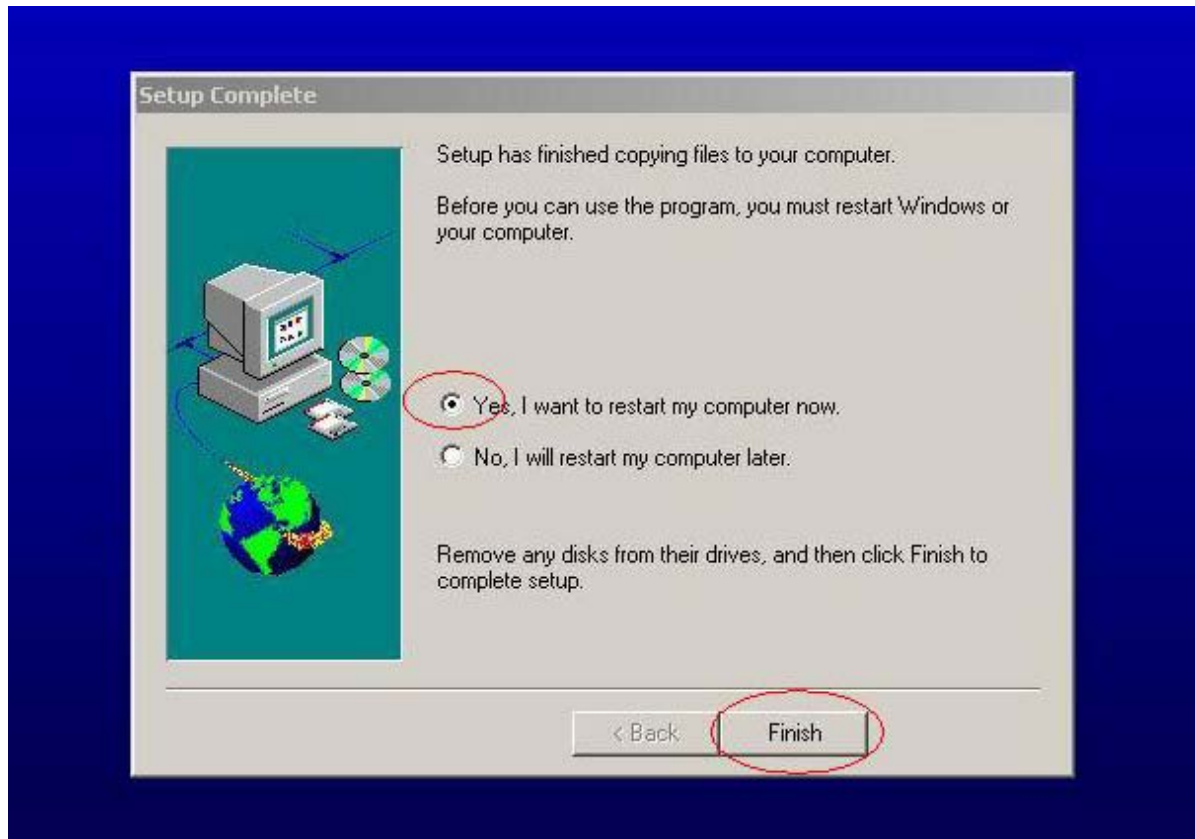 Setup Complete
Setup has finished copying files to your computer.
Before you can use the program, you must restart Windows or
your computer.
Yes, I want to restart my computer now.
No, I will restart my computer later.
Remove any disks from their drives, and then click Finish to
complete setup.
< Back
Finish